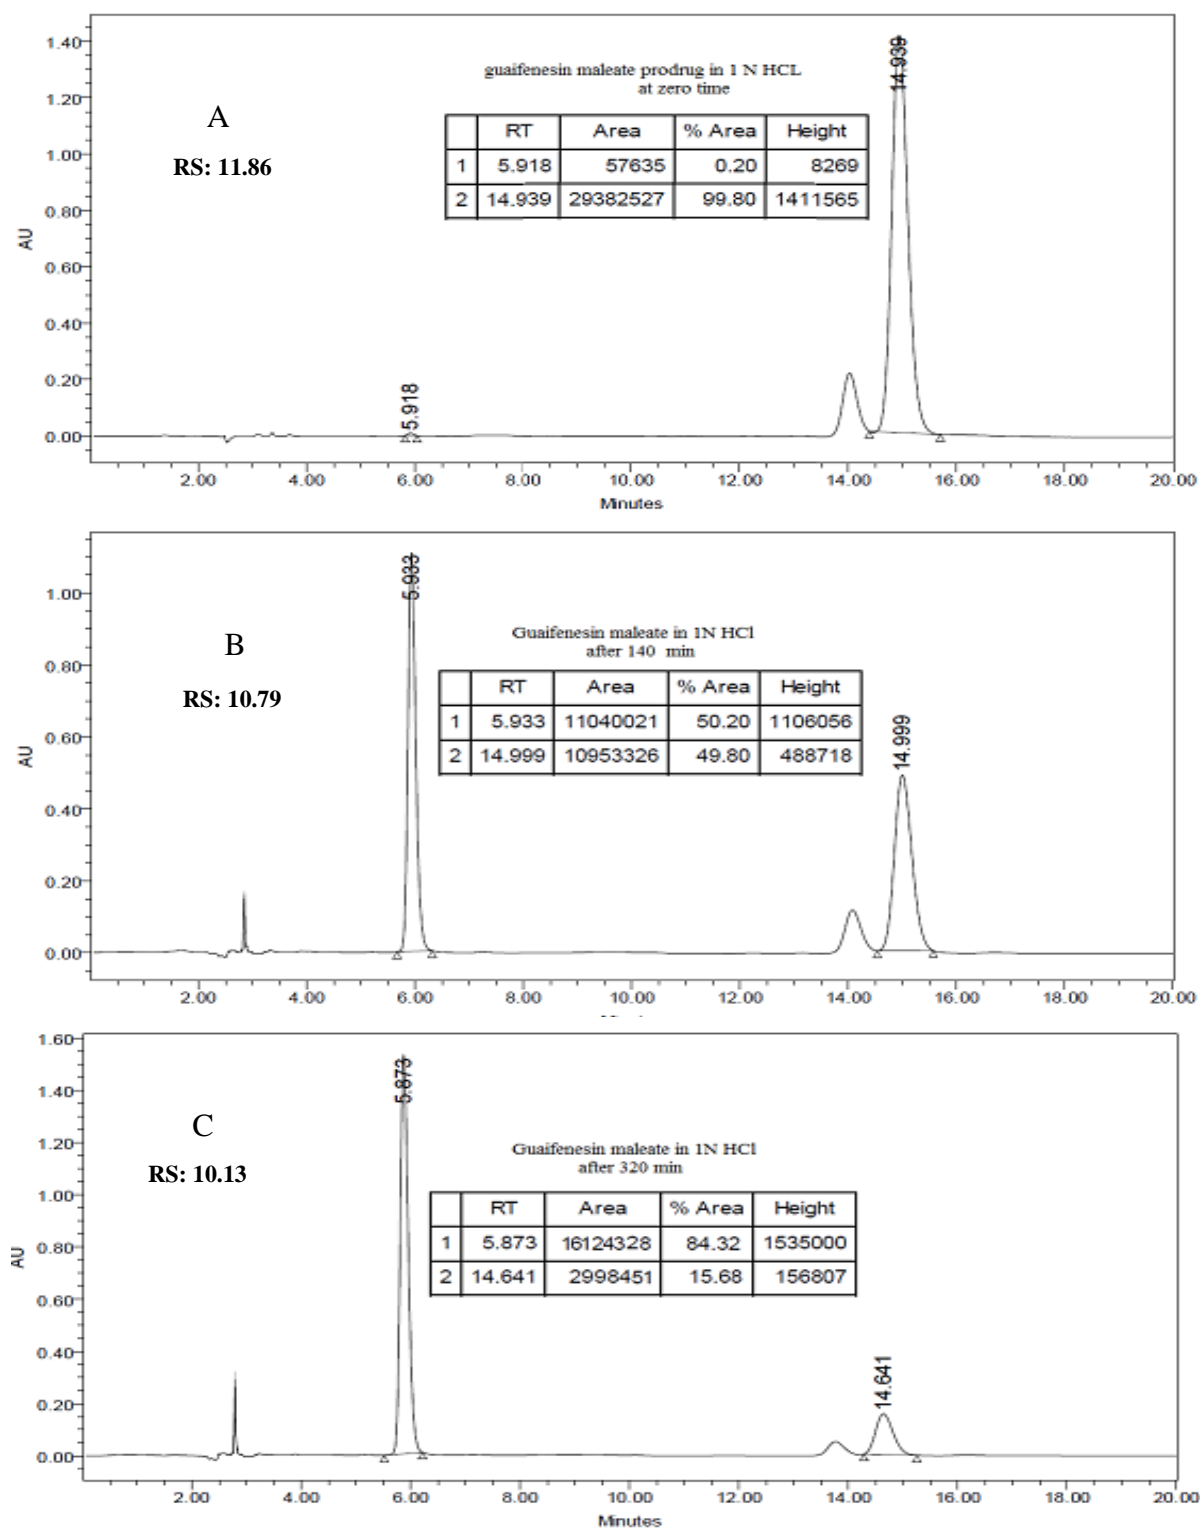 1.40
1.20
1.00
0.80
0.60
0.40
0.20
0.00
AU
A
RS: 11.86
guaifenesin maleate prodrug in 1 N HCL
at zero time
RT Area % Area Height
1 5.918 57635 0.20 8269
2 14.939 29382527 99.80 1411565
5.918
14.939
2.00 4.00 6.00 8.00 10.00 12.00 14.00 16.00 18.00 20.00
Minutes
1.00
0.80
0.60
0.40
0.20
0.00
AU
B
RS: 10.79
Guaifenesin maleate in 1N HCl
after 140 min
RT Area % Area Height
1 5.933 11040021 50.20 1106056
2 14.999 10953326 49.80 488718
5.933
14.999
2.00 4.00 6.00 8.00 10.00 12.00 14.00 16.00 18.00 20.00
1.60
1.40
1.20
1.00
0.80
0.60
0.40
0.20
0.00
AU
C
RS: 10.13
Guaifenesin maleate in 1N HCl
after 320 min
RT Area % Area Height
1 5.873 16124328 84.32 1535000
2 14.641 2998451 15.68 156807
5.873
14.641
2.00 4.00 6.00 8.00 10.00 12.00 14.00 16.00 18.00 20.00
Minutes